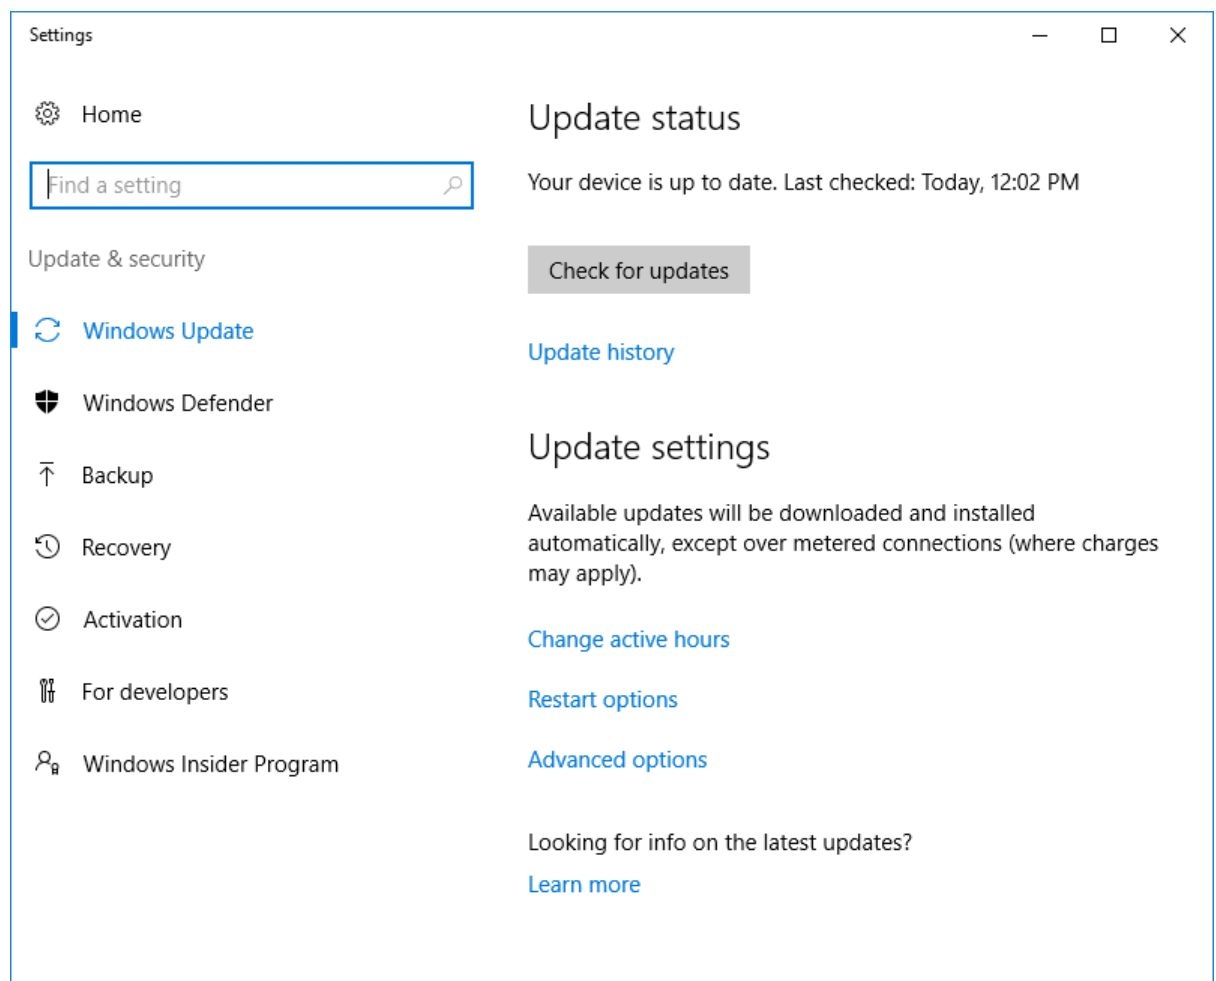 Settings
Home
Find a setting
Update & security
Windows Update
Windows Defender
Backup
Recovery
Activation
For developers
Windows Insider Program
Update status
Your device is up to date. Last checked: Today, 12:02 PM
Check for updates
Update history
Update settings
Available updates will be downloaded and installed
automatically, except over metered connections (where charges
may apply).
Change active hours
Restart options
Advanced options
Looking for info on the latest updates?
Learn more